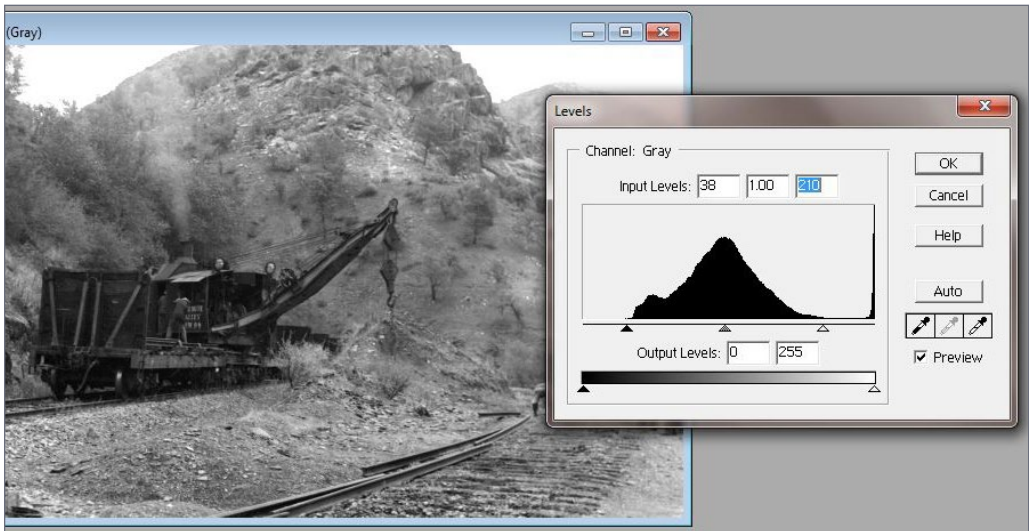 (Gray)
Levels
Channel: Gray
Input Levels: 38 1.00 210
Output Levels: 0 255
OK
Cancel
Help
Auto
Preview